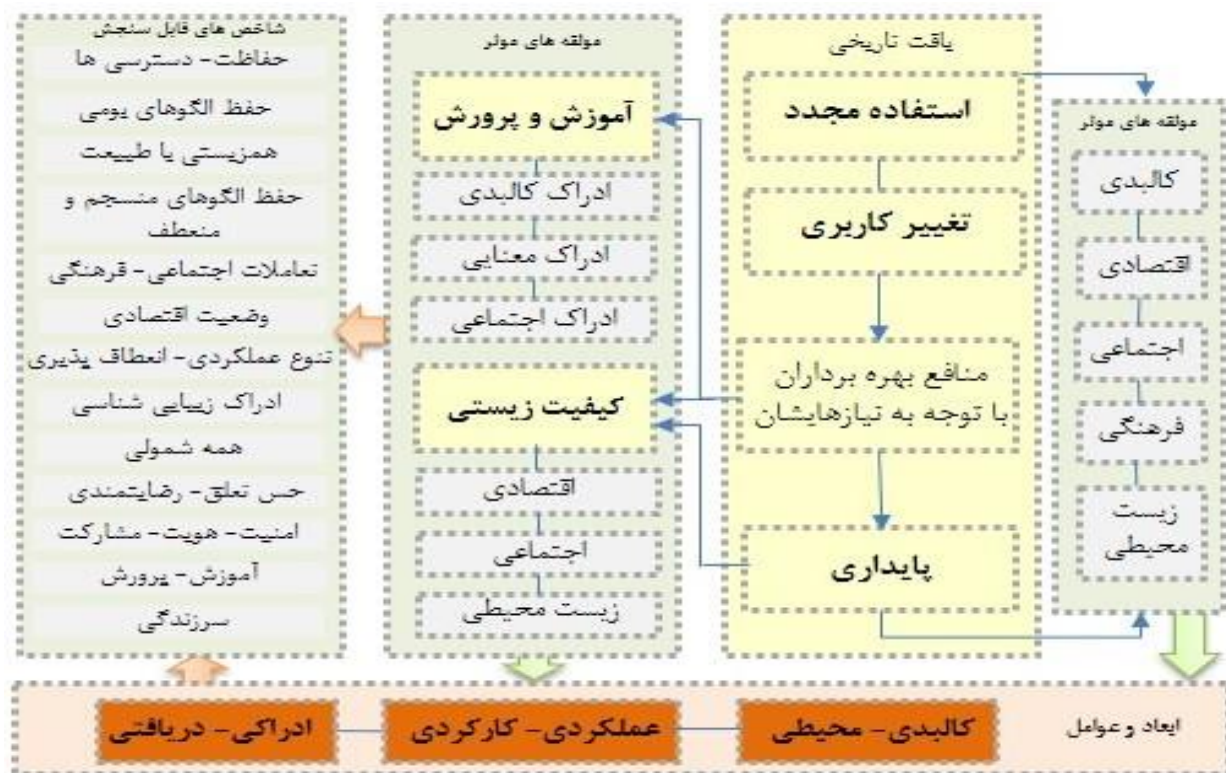 بافت تاریخی
استفاده مجدد
تغییر کاربری
منافع بهره برداران
با توجه به نیازهایشان
پایداری
مولفه های موثر
کالبدی
اقتصادی
اجتماعی
فرهنگی
زیست
محیطی
مولفه های موثر
آموزش و پرورش
ادراک کالبدی
ادراک معنایی
ادراک اجتماعی
کیفیت زیستی
اقتصادی
اجتماعی
زیست محیطی
شاخص های قابل سنجش
حفاظت- دسترسی ها
حفظ الگوهای بومی
همزیستی با طبیعت
حفظ الگوهای منسجم و
منعطف
تعاملات اجتماعی- فرهنگی
وضعیت اقتصادی
تنوع عملکردی- انعطاف پذیری
ادراک زیبایی شناسی
همه شمولی
حس تعلق- رضایتمندی
امنیت- هویت- مشارکت
آموزش- پرورش
سرزندگی
ابعاد و عوامل
کالبدی- محیطی
عملکردی- کارکردی
ادراکی- دریافتی